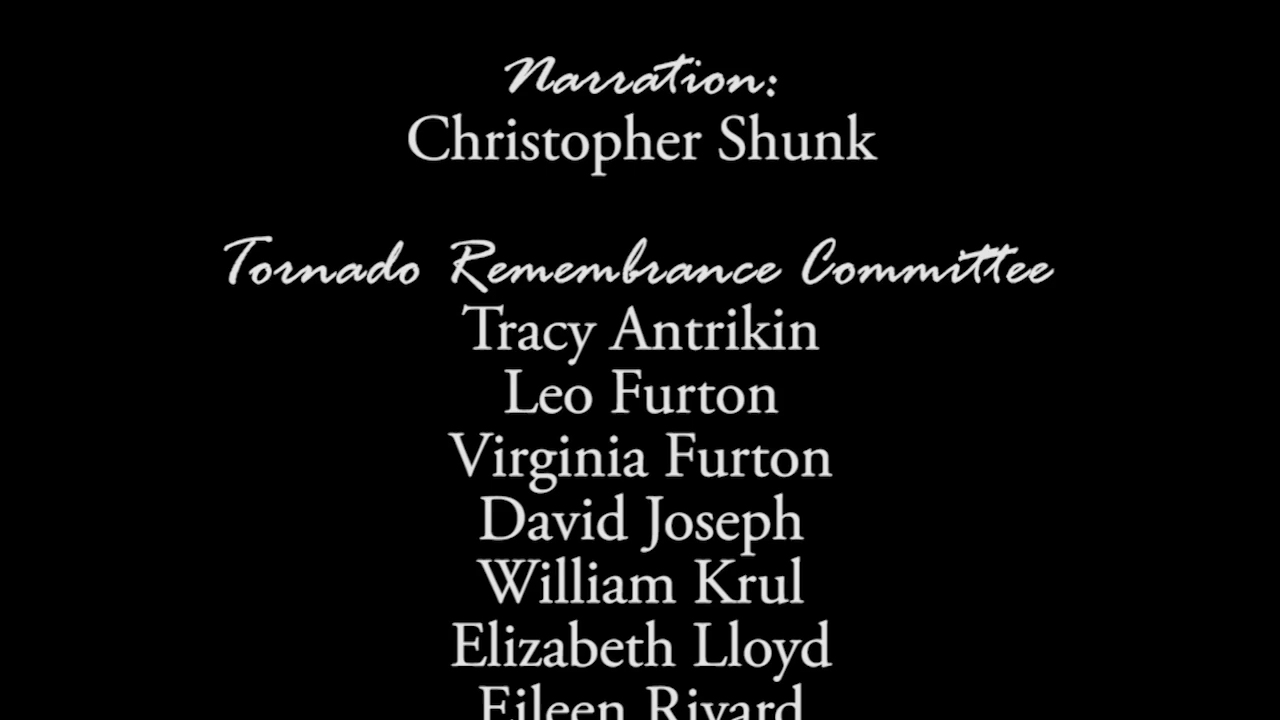 Narration:
Christopher Shunk
Tornado Remembrance Committee
Tracy Antrikin
Leo Furton
Virginia Furton
David Joseph
William Krul
Elizabeth Lloyd
Eileen Rivard